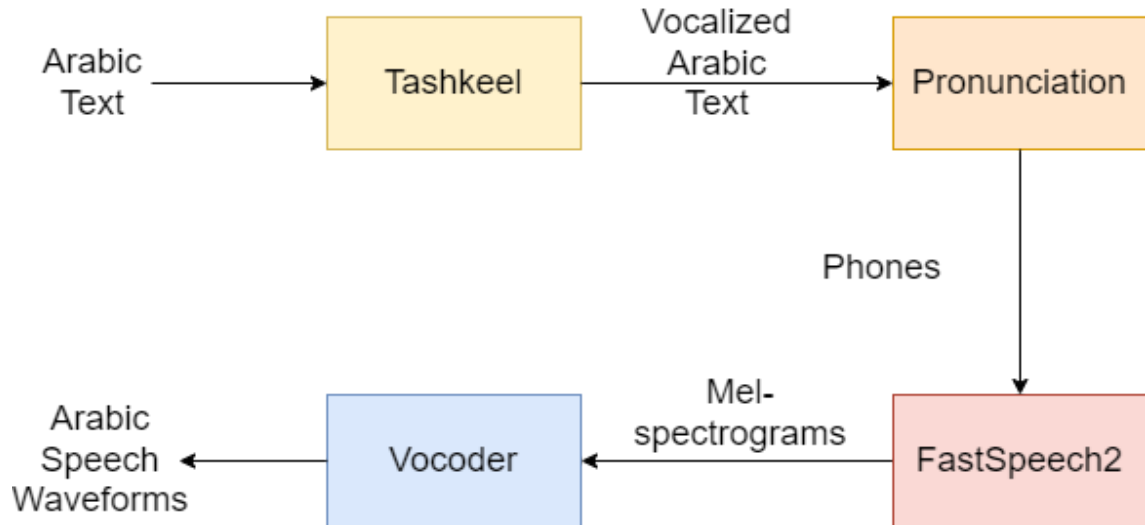 Arabic
Text
Tashkeel
Vocalized
Arabic
Text
Pronunciation
Phones
FastSpeech2
Mel-
spectrograms
Vocoder
Arabic
Speech
Waveforms